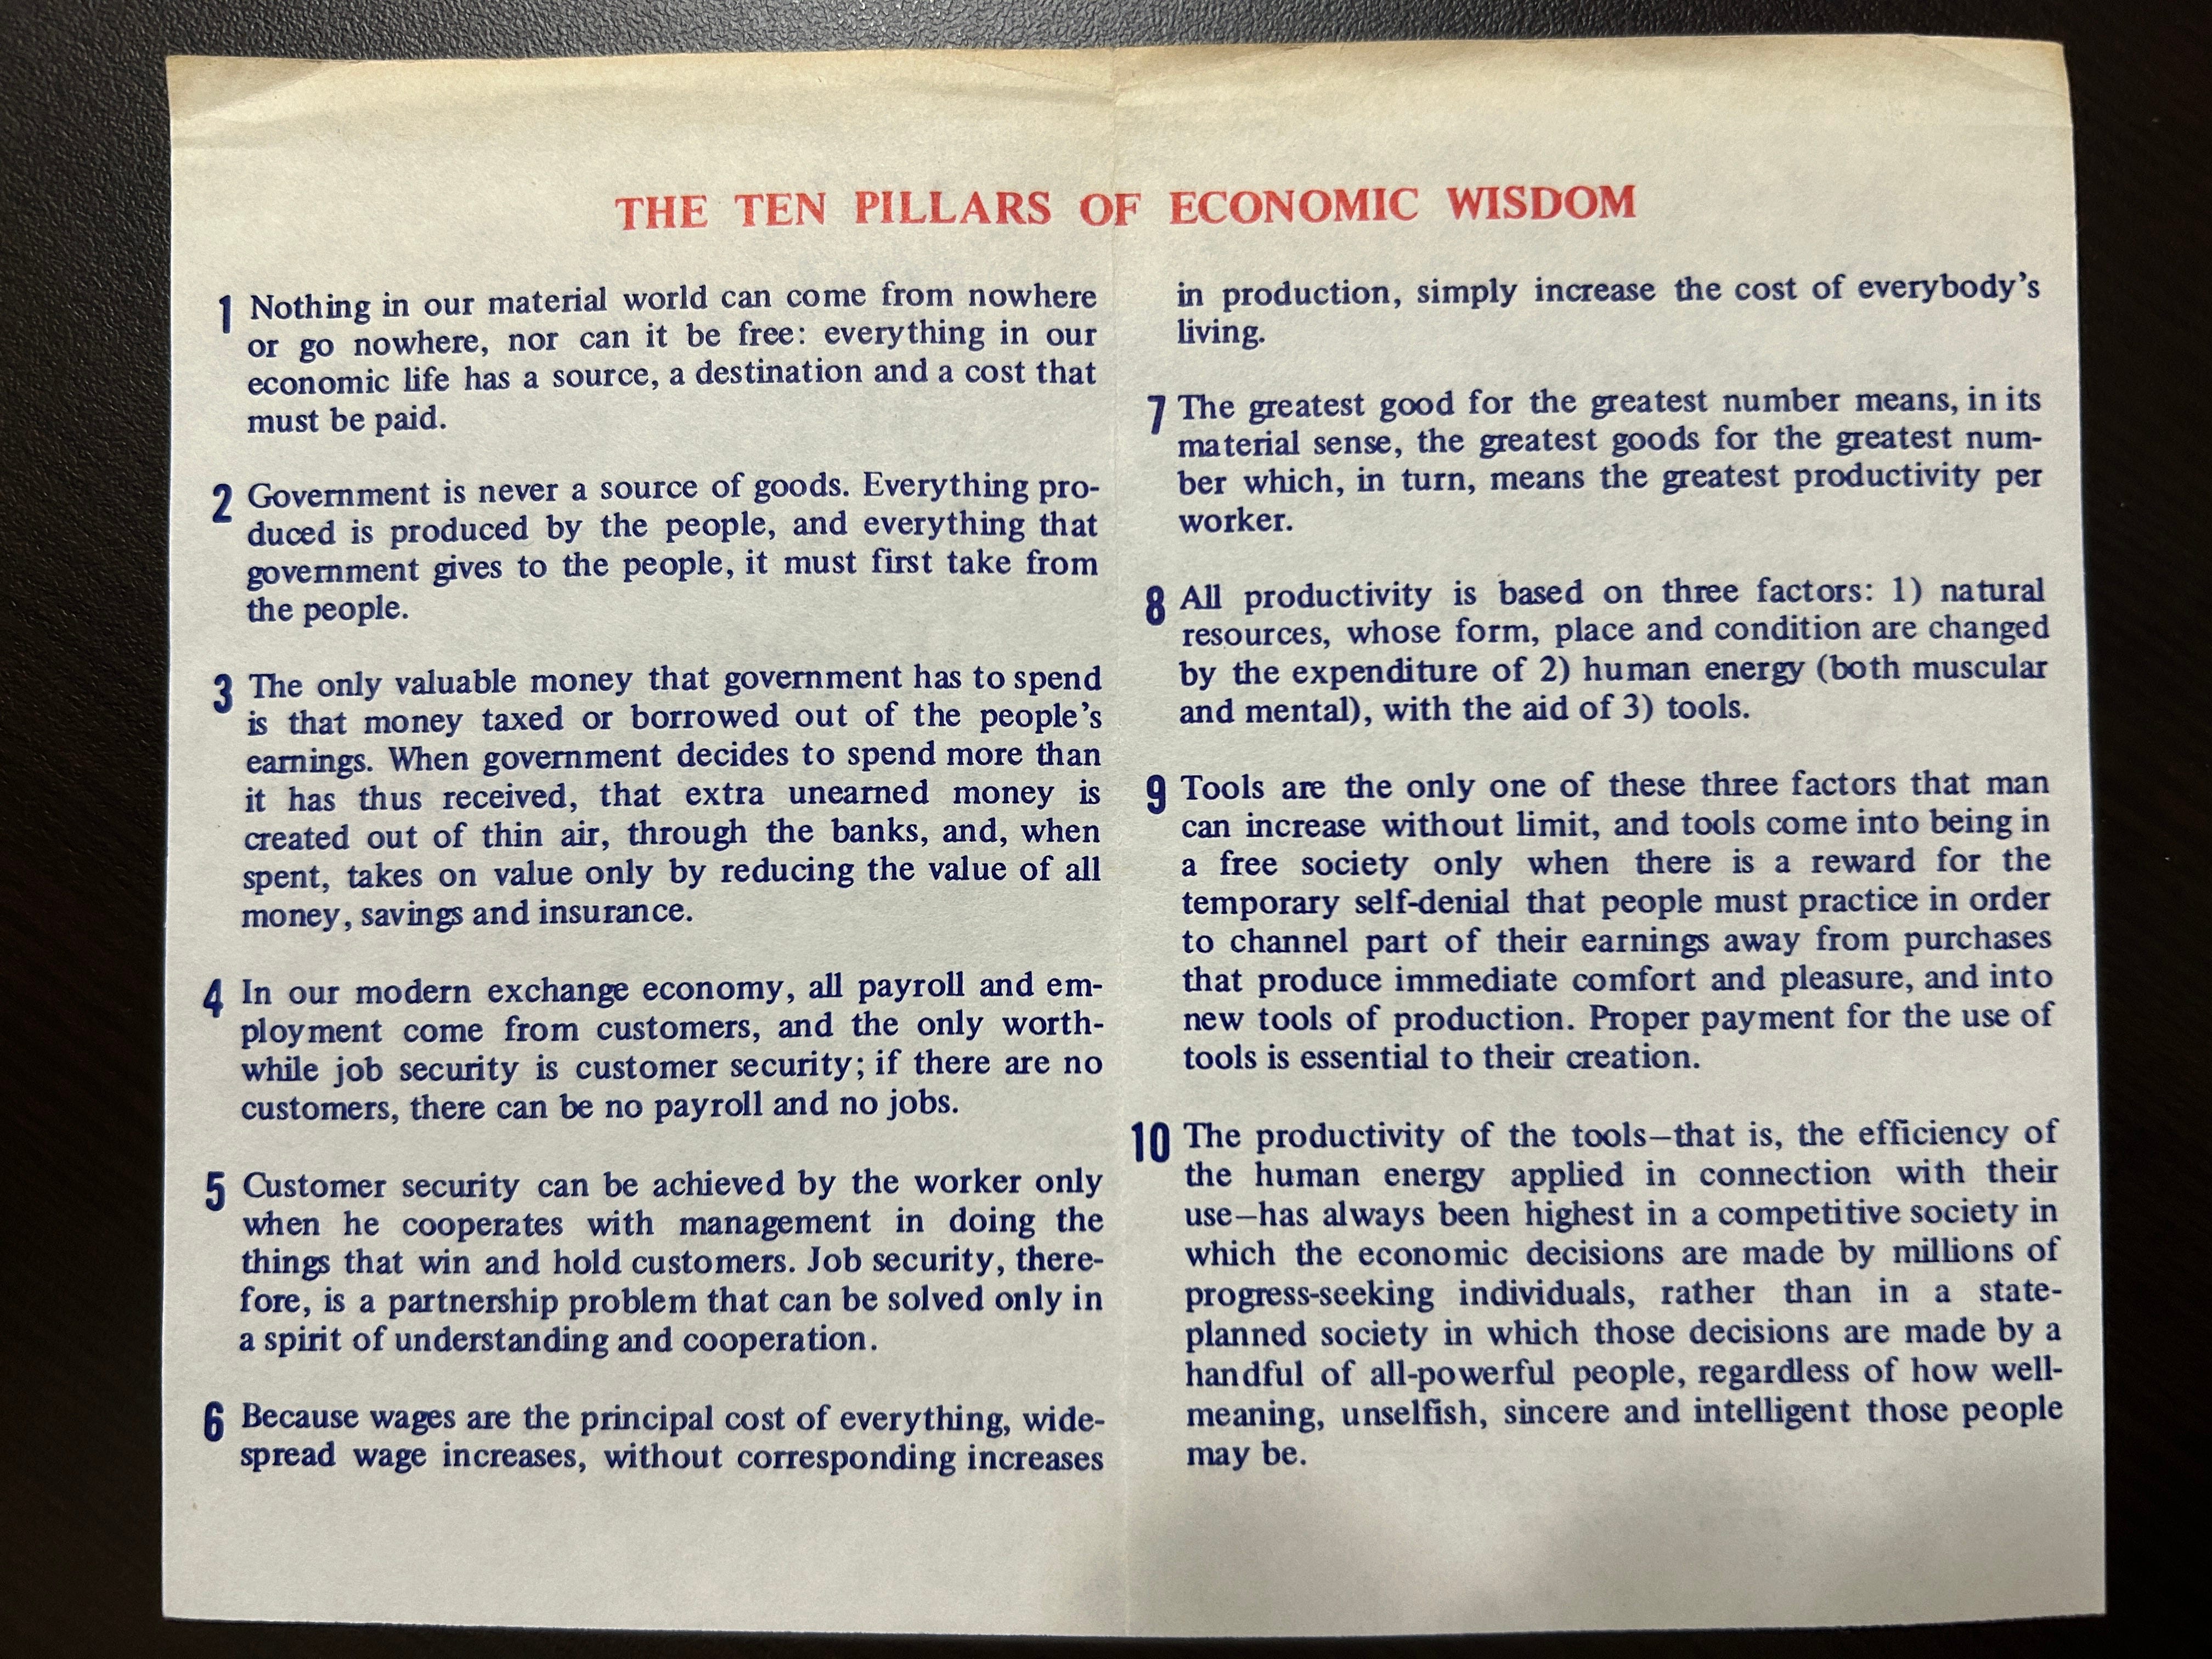 THE TEN PILLARS OF ECONOMIC WISDOM
1 Nothing in our material world can come from nowhere
or go nowhere, nor can it be free: everything in our
economic life has a source, a destination and a cost that
must be paid.
2 Government is never a source of goods. Everything pro-
duced is produced by the people, and everything that
government gives to the people, it must first take from
the people.
3 The only valuable money that government has to spend
is that money taxed or borrowed out of the people's
earnings. When government decides to spend more than
it has thus received, that extra unearned money is
created out of thin air, through the banks, and, when
spent, takes on value only by reducing the value of all
money, savings and insurance.
4 In our modern exchange economy, all payroll and em-
ployment come from customers, and the only worth-
while job security is customer security; if there are no
customers, there can be no payroll and no jobs.
5 Customer security can be achieved by the worker only
when he cooperates with management in doing the
things that win and hold customers. Job security, there-
fore, is a partnership problem that can be solved only in
a spirit of understanding and cooperation.
6 Because wages are the principal cost of everything, wide-
spread wage increases, without corresponding increases
in production, simply increase the cost of everybody's
living.
7 The greatest good for the greatest number means, in its
material sense, the greatest goods for the greatest num-
ber which, in turn, means the greatest productivity per
worker.
8 All productivity is based on three factors: 1) natural
resources, whose form, place and condition are changed
by the expenditure of 2) human energy (both muscular
and mental), with the aid of 3) tools.
9 Tools are the only one of these three factors that man
can increase without limit, and tools come into being in
a free society only when there is a reward for the
temporary self-denial that people must practice in order
to channel part of their earnings away from purchases
that produce immediate comfort and pleasure, and into
new tools of production. Proper payment for the use of
tools is essential to their creation.
10 The productivity of the tools—that is, the efficiency of
the human energy applied in connection with their
use—has always been highest in a competitive society in
which the economic decisions are made by millions of
progress-seeking individuals, rather than in a state-
planned society in which those decisions are made by a
handful of all-powerful people, regardless of how well-
meaning, unselfish, sincere and intelligent those people
may be.